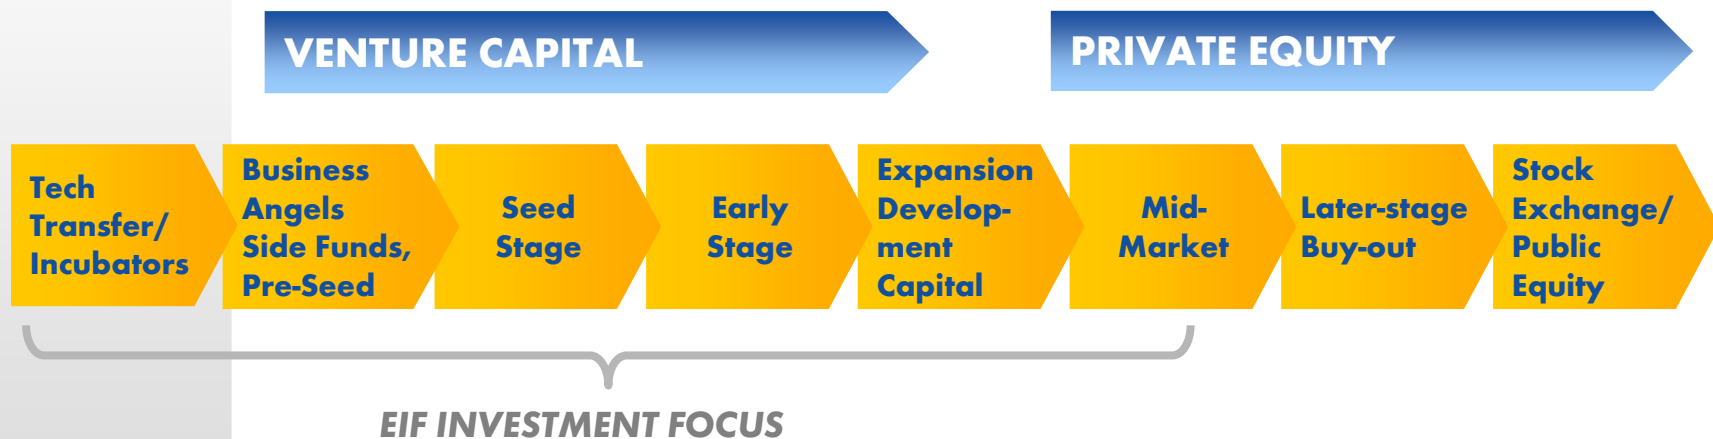 VENTURE CAPITAL
PRIVATE EQUITY
Tech
Transfer/
Incubators
Business
Angels
Side Funds,
Pre-Seed
Seed
Stage
Early
Stage
Expansion
Develop-
ment
Capital
Mid-
Market
Later-stage
Buy-out
Stock
Exchange/
Public
Equity
EIF INVESTMENT FOCUS